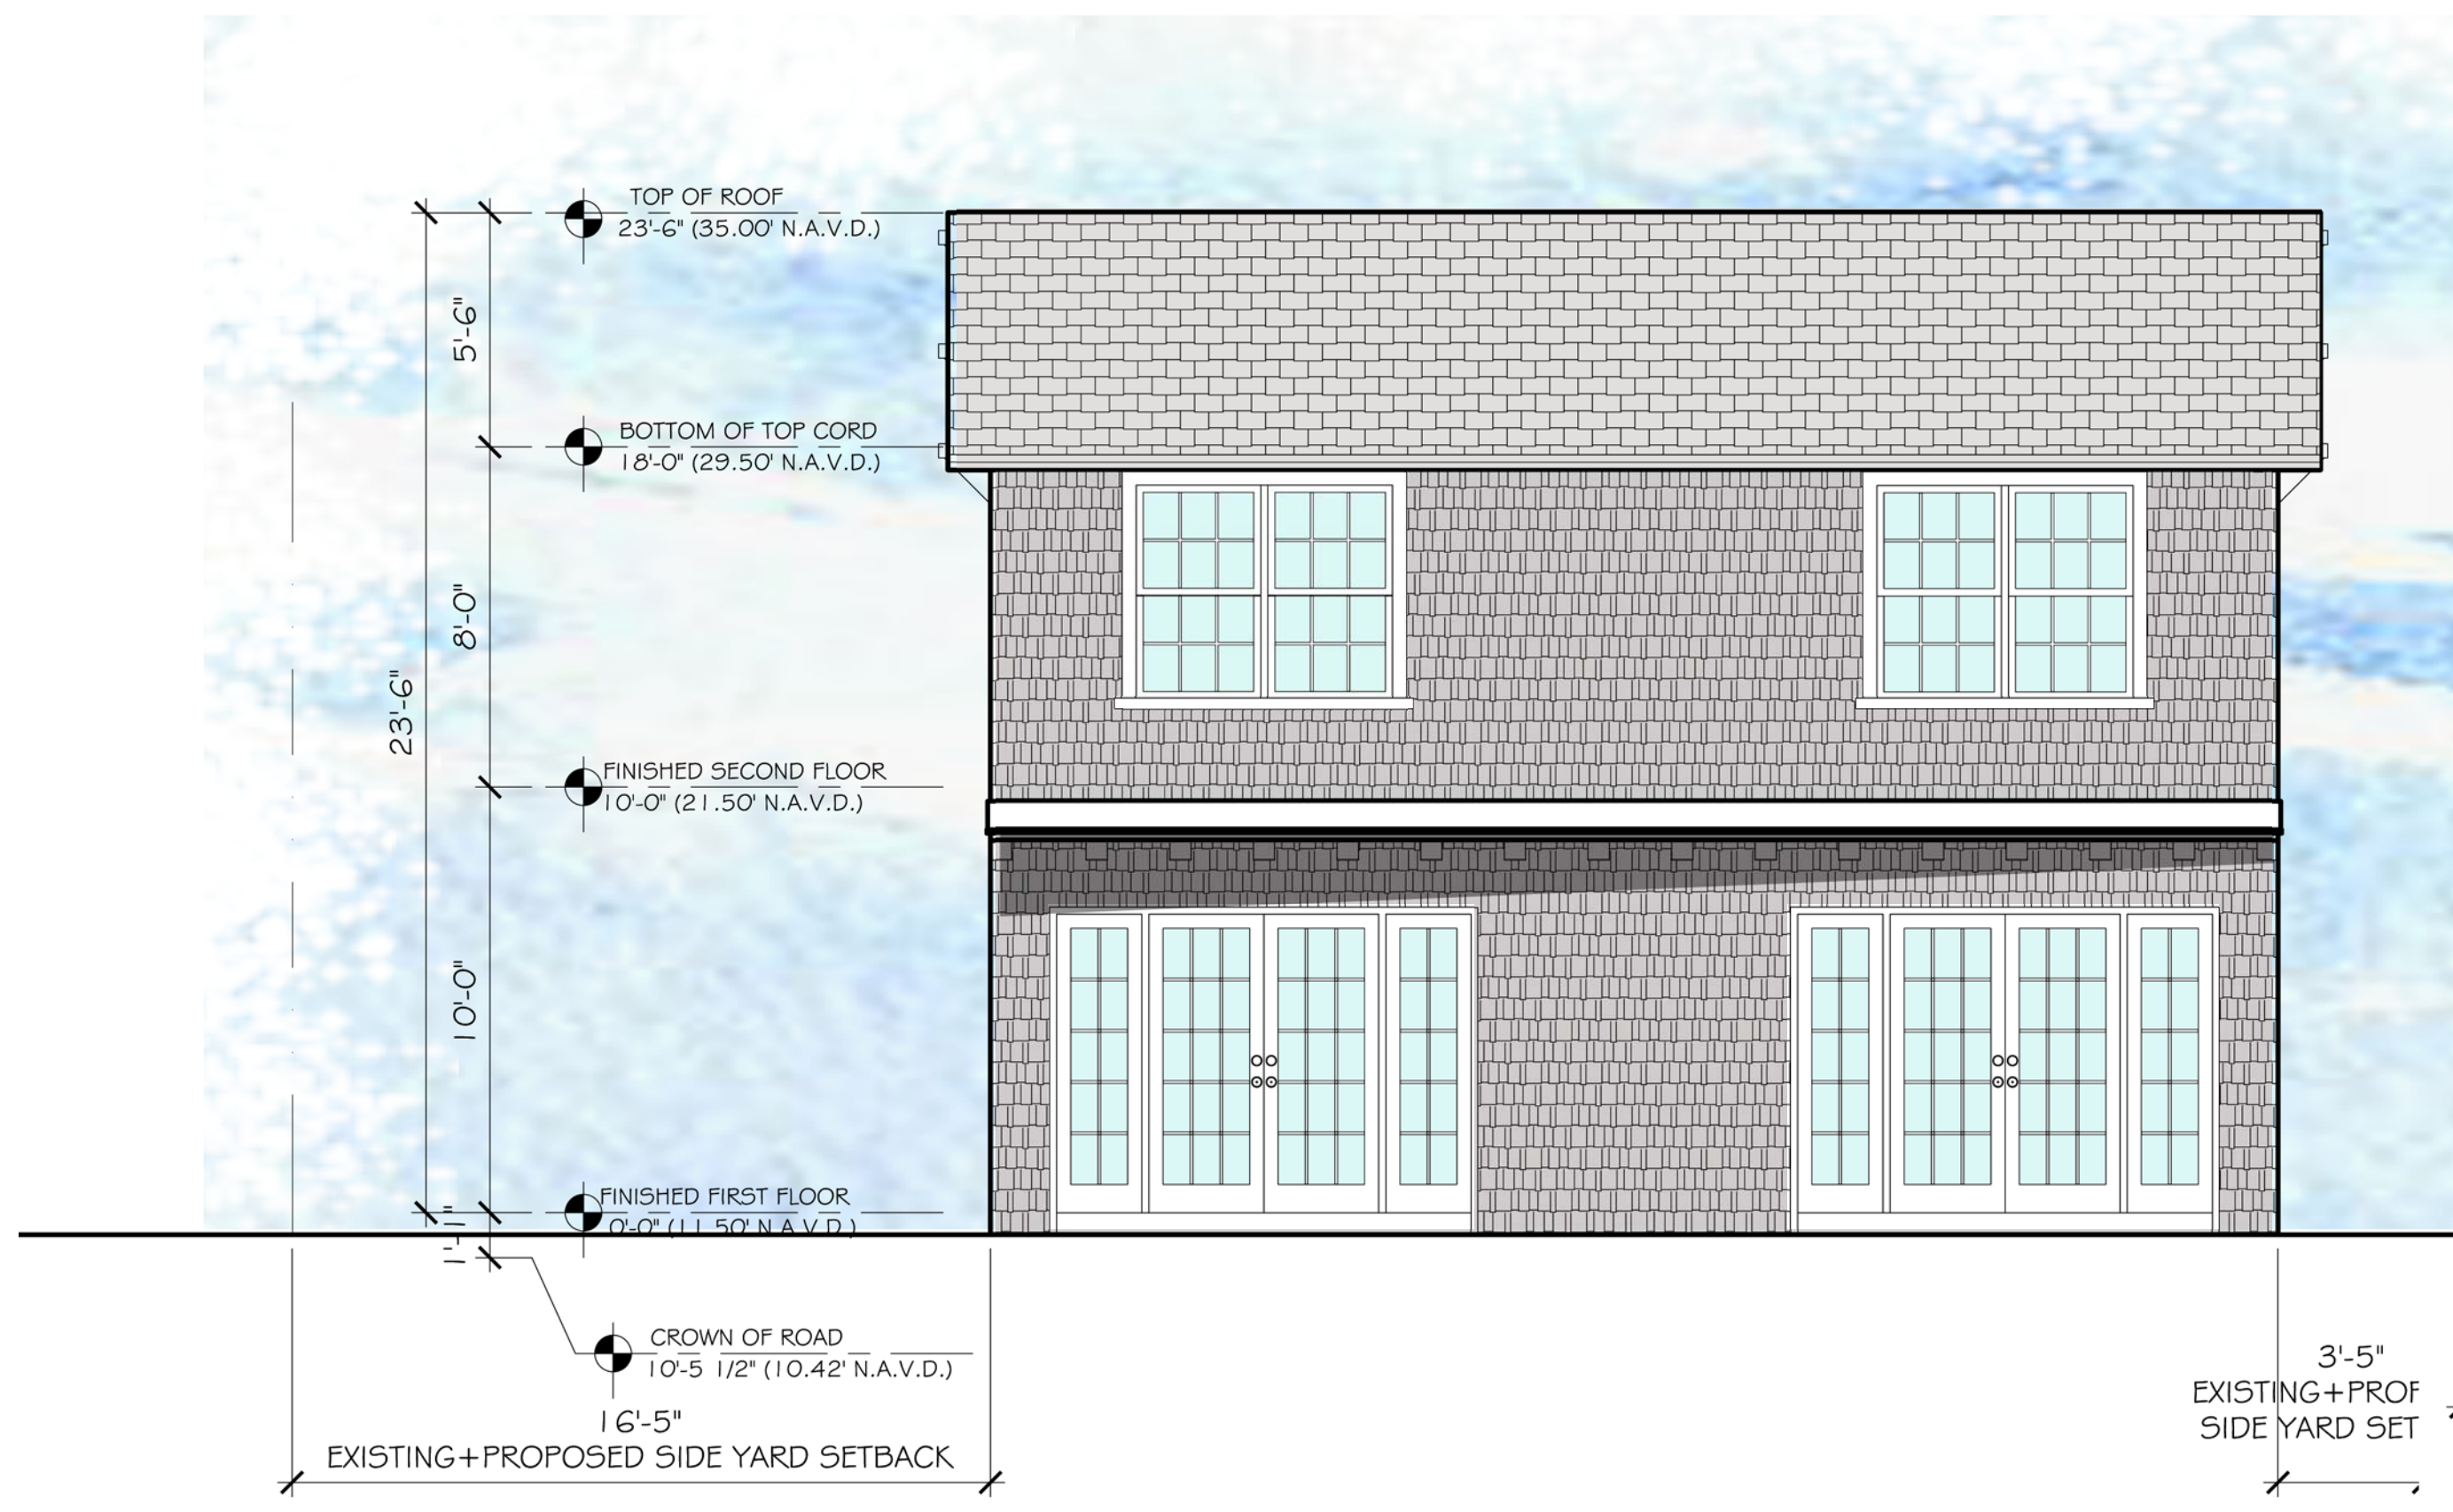 TOP OF ROOF
23'-6" (35.00' N.A.V.D.)
5'-6"
BOTTOM OF TOP CORD
18'-0" (29.50' N.A.V.D.)
8'-0"
23'-6"
FINISHED SECOND FLOOR
10'-0" (21.50' N.A.V.D.)
10'-0"
FINISHED FIRST FLOOR
0'-0" (11.50' N.A.V.D.)
1'-1"
CROWN OF ROAD
10'-5 1/2" (10.42' N.A.V.D.)
16'-5"
EXISTING+PROPOSED SIDE YARD SETBACK
3'-5"
EXISTING+PROP
SIDE YARD SET